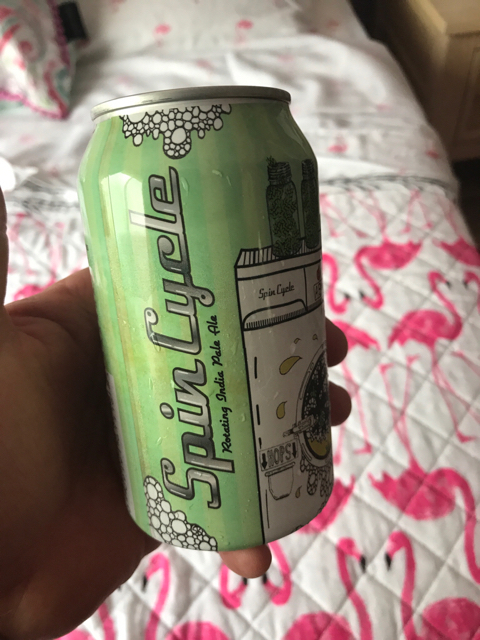 Spin Cycle
Rotating India Pale Ale
Spin Cycle
HOPS